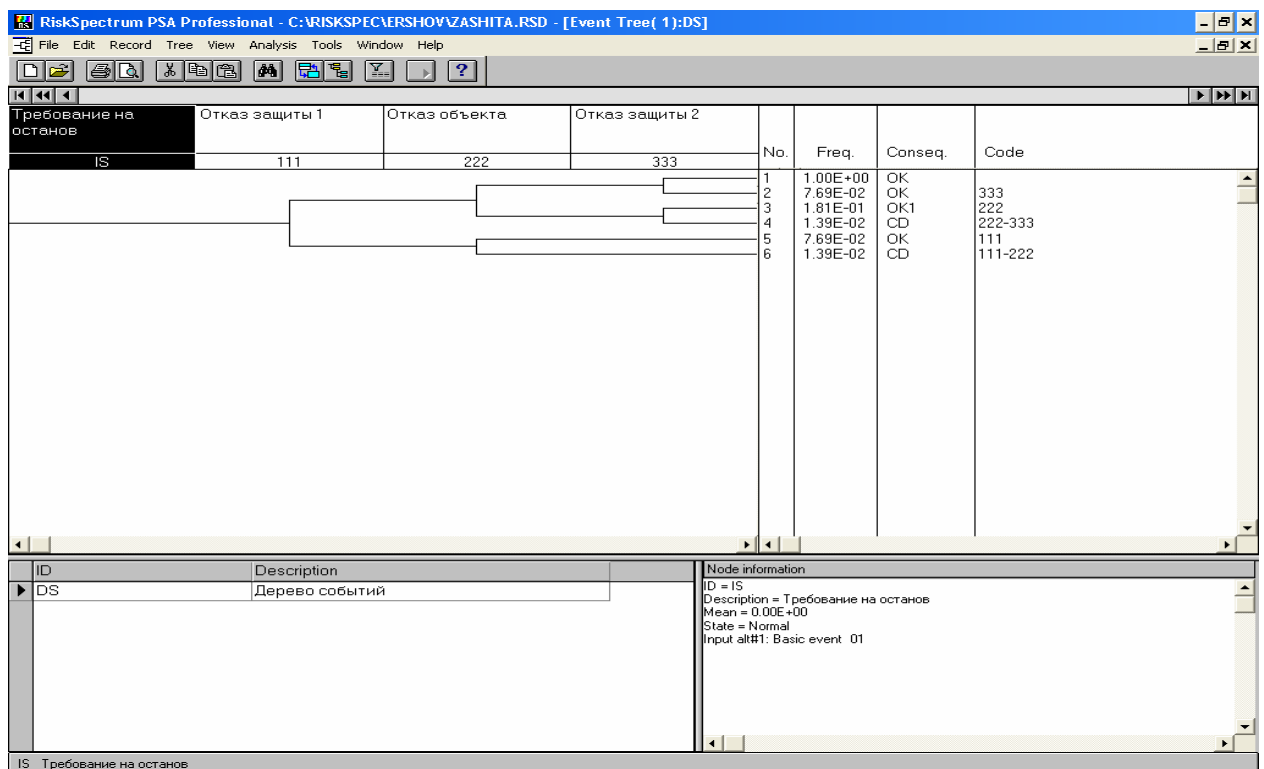 RiskSpectrum PSA Professional - C:\RISKSPEC\ERSHOV\ZASHITA.RSD - [Event Tree( 1):DS]
File Edit Record Tree View Analysis Tools Window Help
Требование на останов
Отказ защиты 1
Отказ объекта
Отказ защиты 2
No. Freq. Conseq. Code
IS 111 222 333
1 1.00E+00 OK
2 7.69E-02 OK 333
3 1.81E-01 OK1 222
4 1.39E-02 CD 222-333
5 7.69E-02 OK 111
6 1.39E-02 CD 111-222
ID Description
DS Дерево событий
Node information
ID = IS
Description = Требование на останов
Mean = 0.00E+00
State = Normal
Input alt#1: Basic event 01
IS Требование на останов